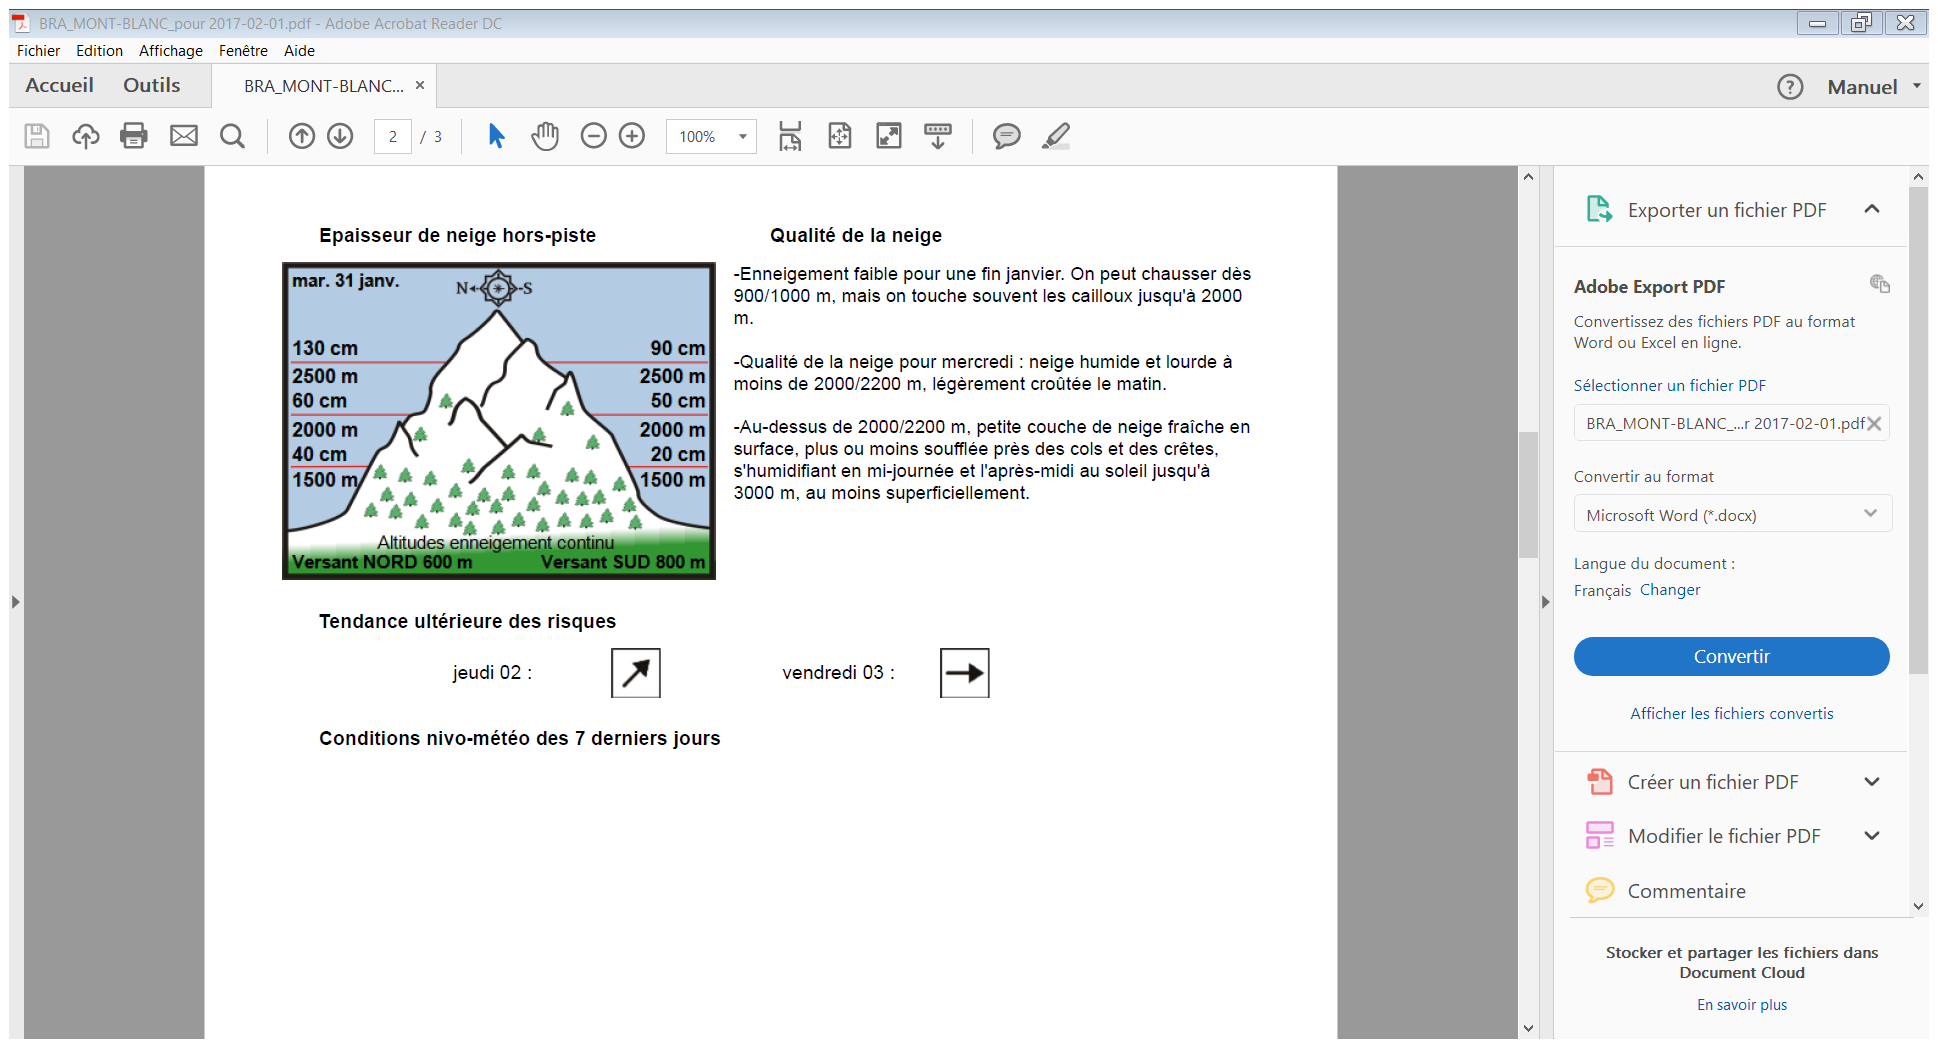 BRA_MONT-BLANC_pour 2017-02-01.pdf - Adobe Acrobat Reader DC
Fichier Edition Affichage Fenêtre Aide
Accueil Outils BRA_MONT-BLANC... × ? Manuel
2 / 3 100%
Epaisseur de neige hors-piste
mar. 31 janv.
N S
130 cm 90 cm
2500 m 2500 m
60 cm 50 cm
2000 m 2000 m
40 cm 20 cm
1500 m 1500 m
Altitudes enneigement continu
Versant NORD 600 m Versant SUD 800 m
Qualité de la neige
-Enneigement faible pour une fin janvier. On peut chausser dès
900/1000 m, mais on touche souvent les cailloux jusqu'à 2000
m.
-Qualité de la neige pour mercredi : neige humide et lourde à
moins de 2000/2200 m, légèrement croûtée le matin.
-Au-dessus de 2000/2200 m, petite couche de neige fraîche en
surface, plus ou moins soufflée près des cols et des crêtes,
s'humidifiant en mi-journée et l'après-midi au soleil jusqu'à
3000 m, au moins superficiellement.
Tendance ultérieure des risques
jeudi 02 : vendredi 03 :
Conditions nivo-météo des 7 derniers jours
Exporter un fichier PDF
Adobe Export PDF
Convertissez des fichiers PDF au format
Word ou Excel en ligne.
Sélectionner un fichier PDF
BRA_MONT-BLANC_...r 2017-02-01.pdf
Convertir au format
Microsoft Word (*.docx)
Langue du document :
Français Changer
Convertir
Afficher les fichiers convertis
Créer un fichier PDF
Modifier le fichier PDF
Commentaire
Stocker et partager les fichiers dans
Document Cloud
En savoir plus